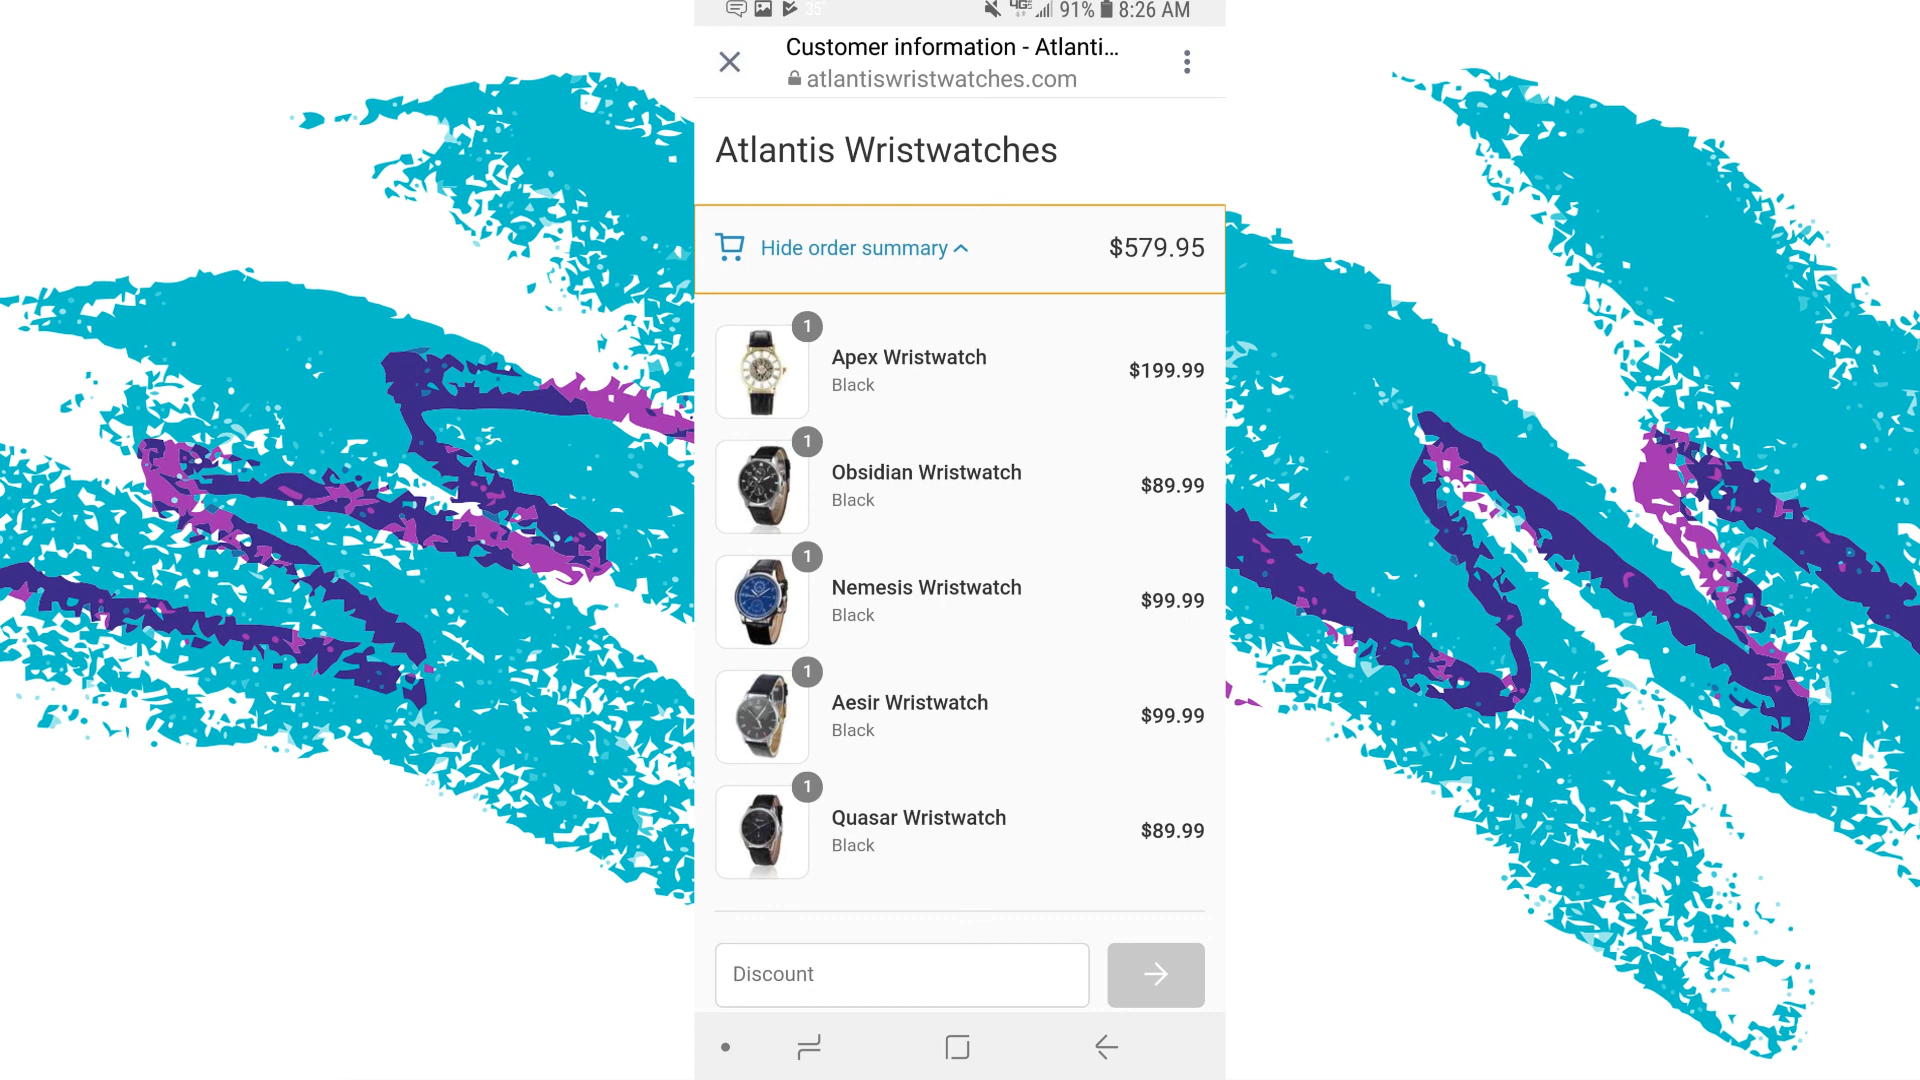 35°
4G 91% 8:26 AM
Customer information - Atlanti...
atlantiswristwatches.com
Atlantis Wristwatches
Hide order summary $579.95
1
Apex Wristwatch
Black
$199.99
1
Obsidian Wristwatch
Black
$89.99
1
Nemesis Wristwatch
Black
$99.99
1
Aesir Wristwatch
Black
$99.99
1
Quasar Wristwatch
Black
$89.99
Discount